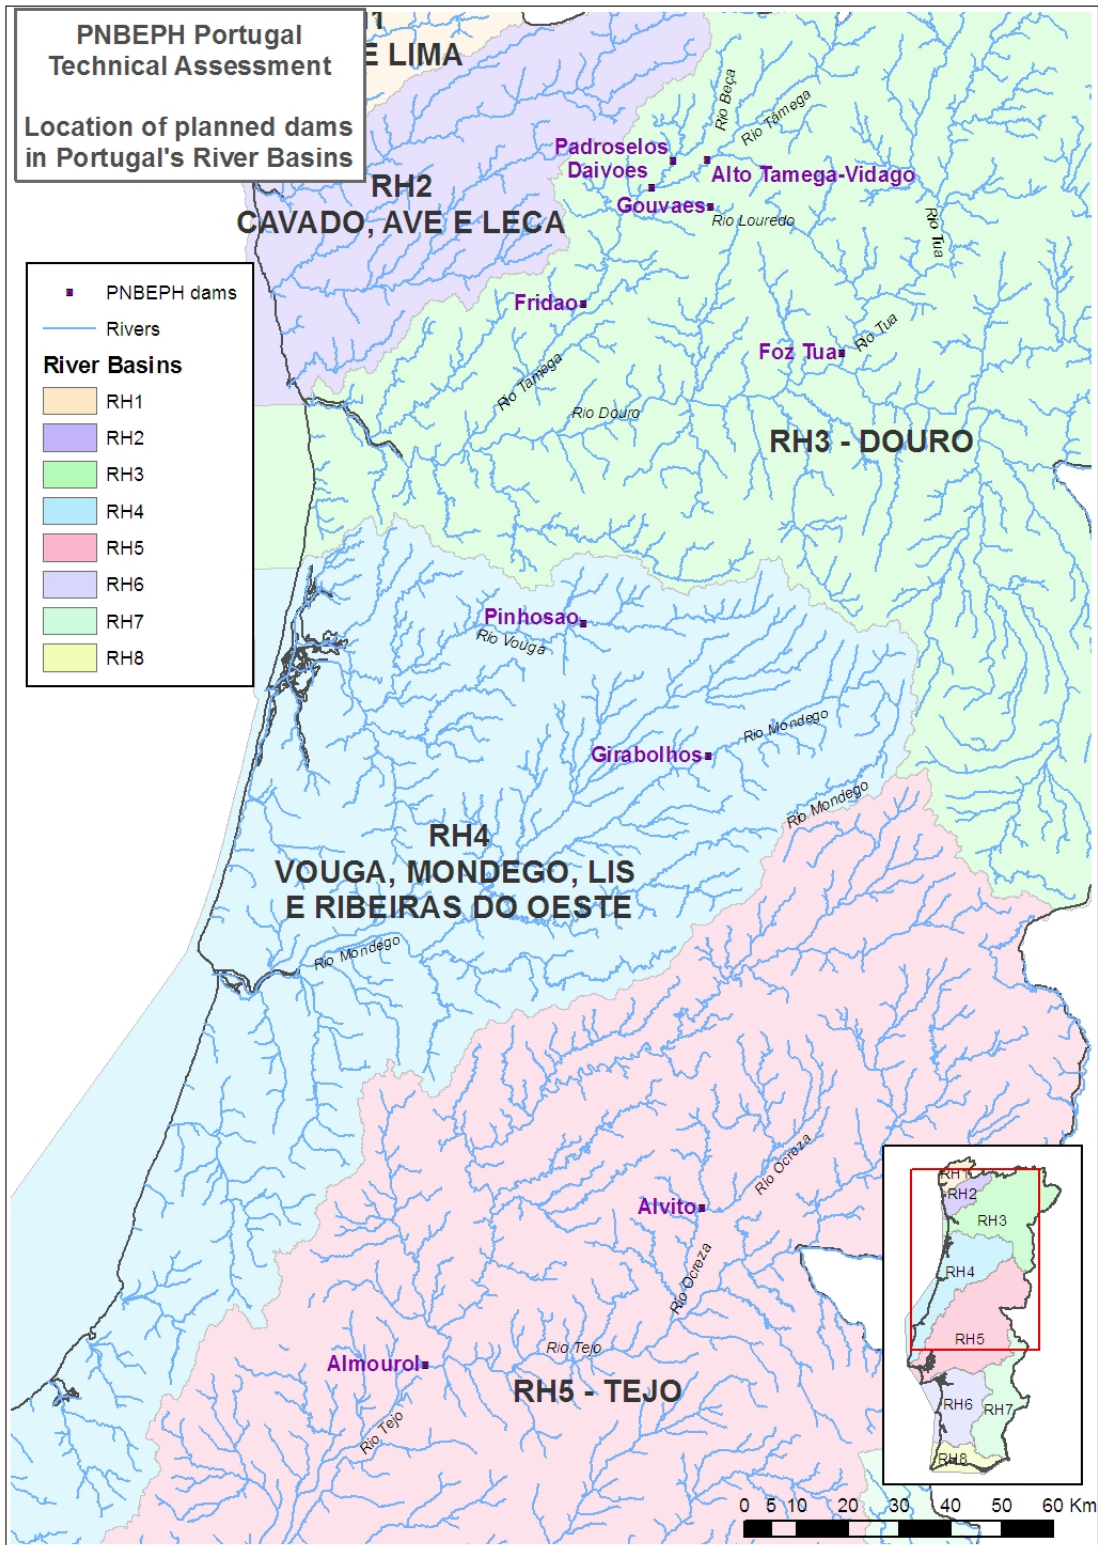 PNBEPH Portugal
Technical Assessment
Location of planned dams
in Portugal's River Basins
1
E LIMA
RH2
CAVADO, AVE E LECA
Rio Beça
Rio Tâmega
Padroselos
Daivoes
Alto Tamega-Vidago
Gouvaes
Rio Louredo
Rio Tua
PNBEPH dams
Rivers
River Basins
RH1
RH2
RH3
RH4
RH5
RH6
RH7
RH8
Fridao
Foz Tua
Rio Tua
Rio Tamega
Rio Douro
RH3 - DOURO
Pinhosao
Rio Vouga
Rio Mondego
Girabolhos
Rio Mondego
RH4
VOUGA, MONDEGO, LIS
E RIBEIRAS DO OESTE
Rio Mondego
Rio Ocreza
Alvito
Rio Ocreza
Rio Tejo
Almourol
RH5 - TEJO
Rio Tejo
RH1
RH2
RH3
RH4
RH5
RH6
RH7
RH8
0 5 10 20 30 40 50 60 Km